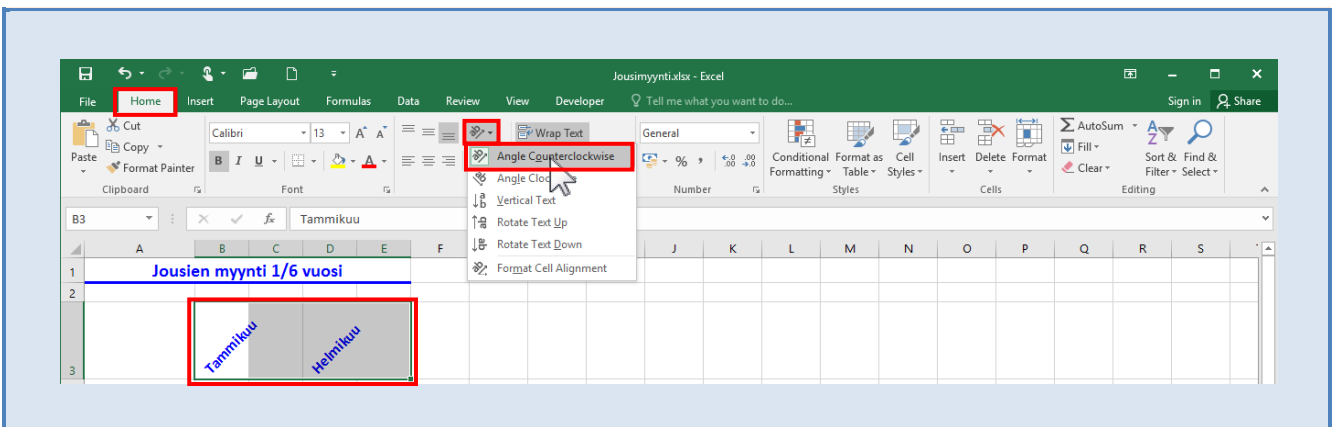 Jousimyynti.xlsx - Excel
File Home Insert Page Layout Formulas Data Review View Developer Tell me what you want to do... Sign in Share
Cut
Copy
Format Painter
Paste
Clipboard
Calibri 13 A A
B I U A
Font
Wrap Text
General
% , .00 .00
Number
Conditional Formatting
Format as Table
Cell Styles
Styles
Insert Delete Format
Cells
AutoSum
Fill
Clear
Sort & Filter
Find & Select
Editing
Angle Counterclockwise
Vertical Text
Rotate Text Up
Rotate Text Down
Format Cell Alignment
B3 fx Tammikuu
A B C D E F J K L M N O P Q R S
1 Jousien myynti 1/6 vuosi
2
3 Tammikuu Helmikuu